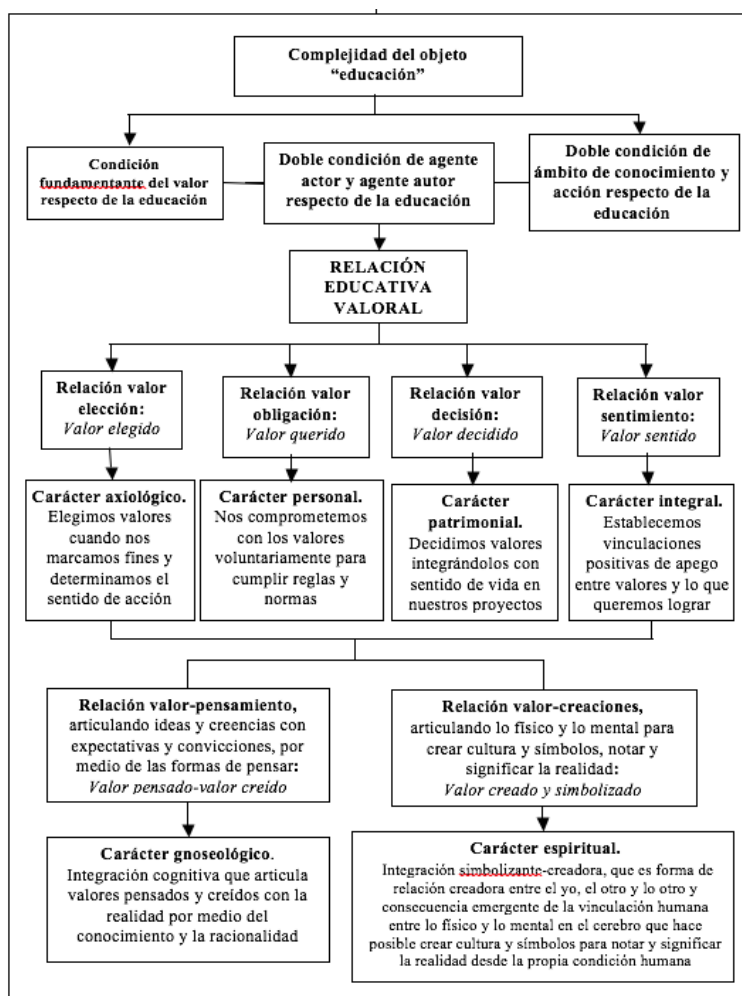 Complejidad del objeto
“educación”
Condición
fundamentante del valor
respecto de la educación
Doble condición de agente
actor y agente autor
respecto de la educación
Doble condición de
ámbito de conocimiento y
acción respecto de la
educación
RELACIÓN
EDUCATIVA
VALORAL
Relación valor
elección:
Valor elegido
Relación valor
obligación:
Valor querido
Relación valor
decisión:
Valor decidido
Relación valor
sentimiento:
Valor sentido
Carácter axiológico.
Elegimos valores
cuando nos
marcamos fines y
determinamos el
sentido de acción
Carácter personal.
Nos comprometemos
con los valores
voluntariamente para
cumplir reglas y
normas
Carácter
patrimonial.
Decidimos valores
integrándolos con
sentido de vida en
nuestros proyectos
Carácter integral.
Establecemos
vinculaciones
positivas de apego
entre valores y lo que
queremos lograr
Relación valor-pensamiento,
articulando ideas y creencias con
expectativas y convicciones, por
medio de las formas de pensar:
Valor pensado-valor creído
Relación valor-creaciones,
articulando lo físico y lo mental para
crear cultura y símbolos, notar y
significar la realidad:
Valor creado y simbolizado
Carácter gnoseológico.
Integración cognitiva que articula
valores pensados y creídos con la
realidad por medio del
conocimiento y la racionalidad
Carácter espiritual.
Integración simbolizante-creadora, que es forma de
relación creadora entre el yo, el otro y lo otro y
consecuencia emergente de la vinculación humana
entre lo físico y lo mental en el cerebro que hace
posible crear cultura y símbolos para notar y significar
la realidad desde la propia condición humana